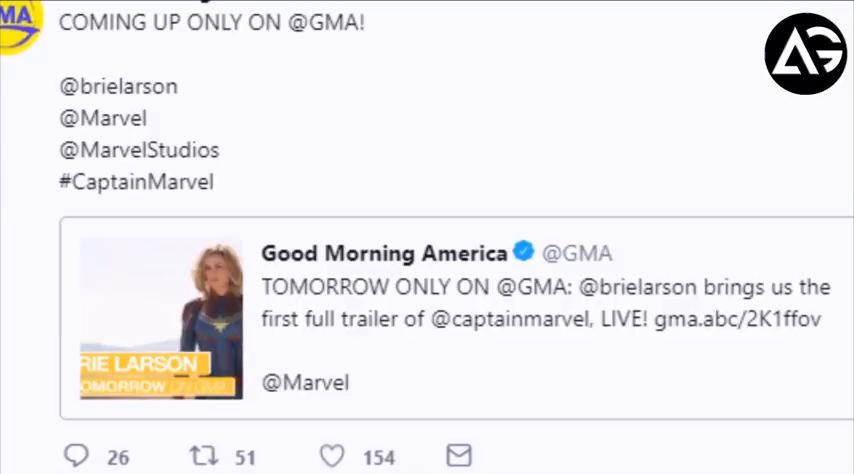 MA
COMING UP ONLY ON @GMA!
AG
@brielarson
@Marvel
@MarvelStudios
#CaptainMarvel
Good Morning America @GMA
TOMORROW ONLY ON @GMA: @brielarson brings us the
first full trailer of @captainmarvel, LIVE! gma.abc/2K1ffov
RIE LARSON
OMORROW ON GMA
@Marvel
26 51 154